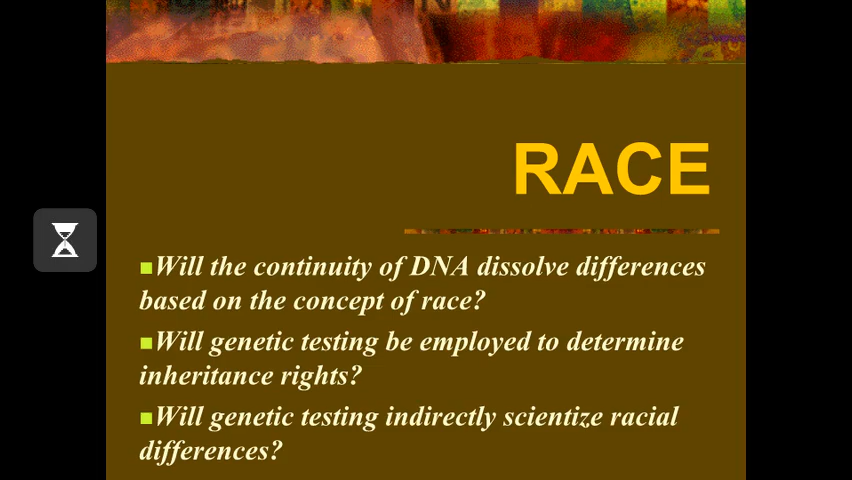 RACE
Will the continuity of DNA dissolve differences
based on the concept of race?
Will genetic testing be employed to determine
inheritance rights?
Will genetic testing indirectly scientize racial
differences?